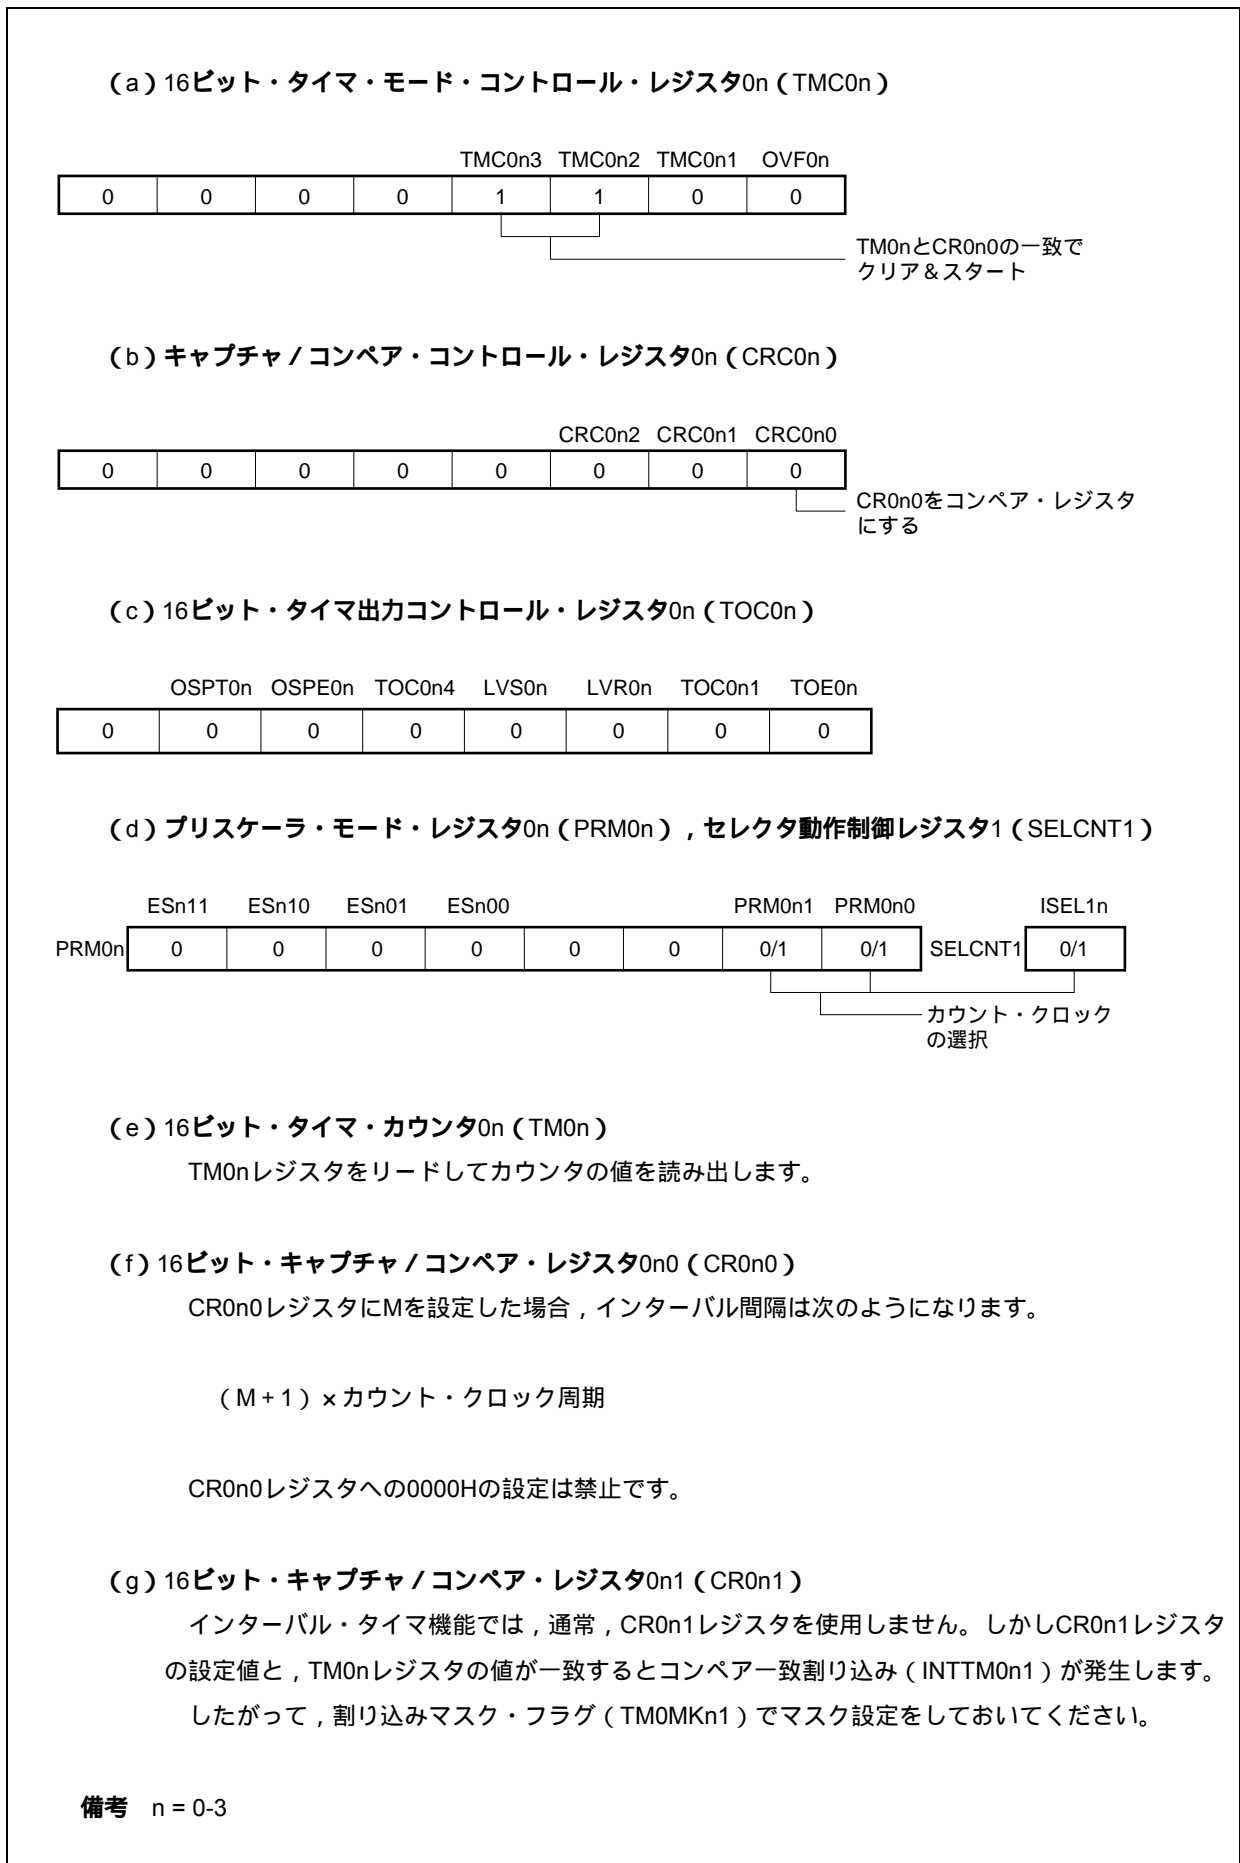 （a）16ビット・タイマ・モード・コントロール・レジスタ0n（TMC0n）
TMC0n3 TMC0n2 TMC0n1 OVF0n
0 0 0 0 1 1 0 0
TM0nとCR0n0の一致で
クリア＆スタート
（b）キャプチャ／コンペア・コントロール・レジスタ0n（CRC0n）
CRC0n2 CRC0n1 CRC0n0
0 0 0 0 0 0 0 0
CR0n0をコンペア・レジスタ
にする
（c）16ビット・タイマ出力コントロール・レジスタ0n（TOC0n）
OSPT0n OSPE0n TOC0n4 LVS0n LVR0n TOC0n1 TOE0n
0 0 0 0 0 0 0 0
（d）プリスケーラ・モード・レジスタ0n（PRM0n），セレクタ動作制御レジスタ1（SELCNT1）
ESn11 ESn10 ESn01 ESn00 PRM0n1 PRM0n0 ISEL1n
PRM0n 0 0 0 0 0 0 0/1 0/1 SELCNT1 0/1
カウント・クロック
の選択
（e）16ビット・タイマ・カウンタ0n（TM0n）
TM0nレジスタをリードしてカウンタの値を読み出します。
（f）16ビット・キャプチャ／コンペア・レジスタ0n0（CR0n0）
CR0n0レジスタにMを設定した場合，インターバル間隔は次のようになります。
（M＋1）×カウント・クロック周期
CR0n0レジスタへの0000Hの設定は禁止です。
（g）16ビット・キャプチャ／コンペア・レジスタ0n1（CR0n1）
インターバル・タイマ機能では，通常，CR0n1レジスタを使用しません。しかしCR0n1レジスタ
の設定値と，TM0nレジスタの値が一致するとコンペア一致割り込み（INTTM0n1）が発生します。
したがって，割り込みマスク・フラグ（TM0MKn1）でマスク設定をしておいてください。
備考 n = 0-3